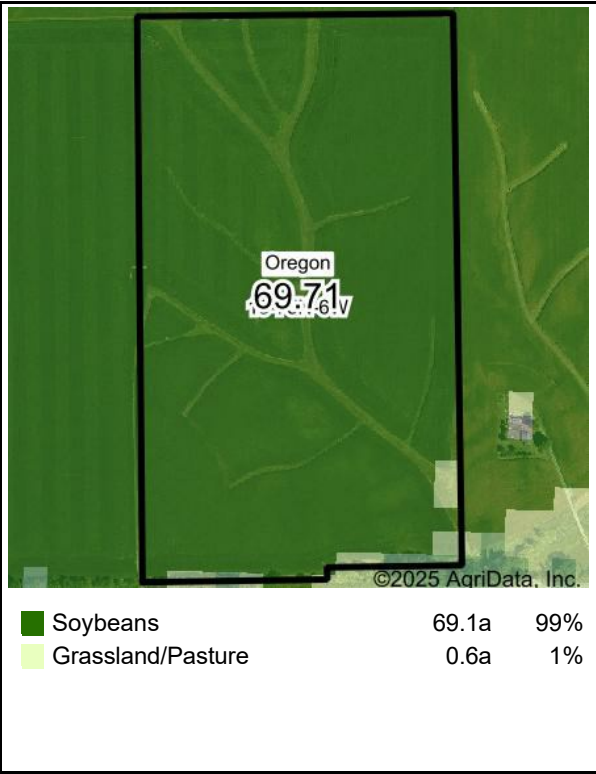 Oregon
69.71
©2025 AgriData, Inc.
Soybeans 69.1a 99%
Grassland/Pasture 0.6a 1%